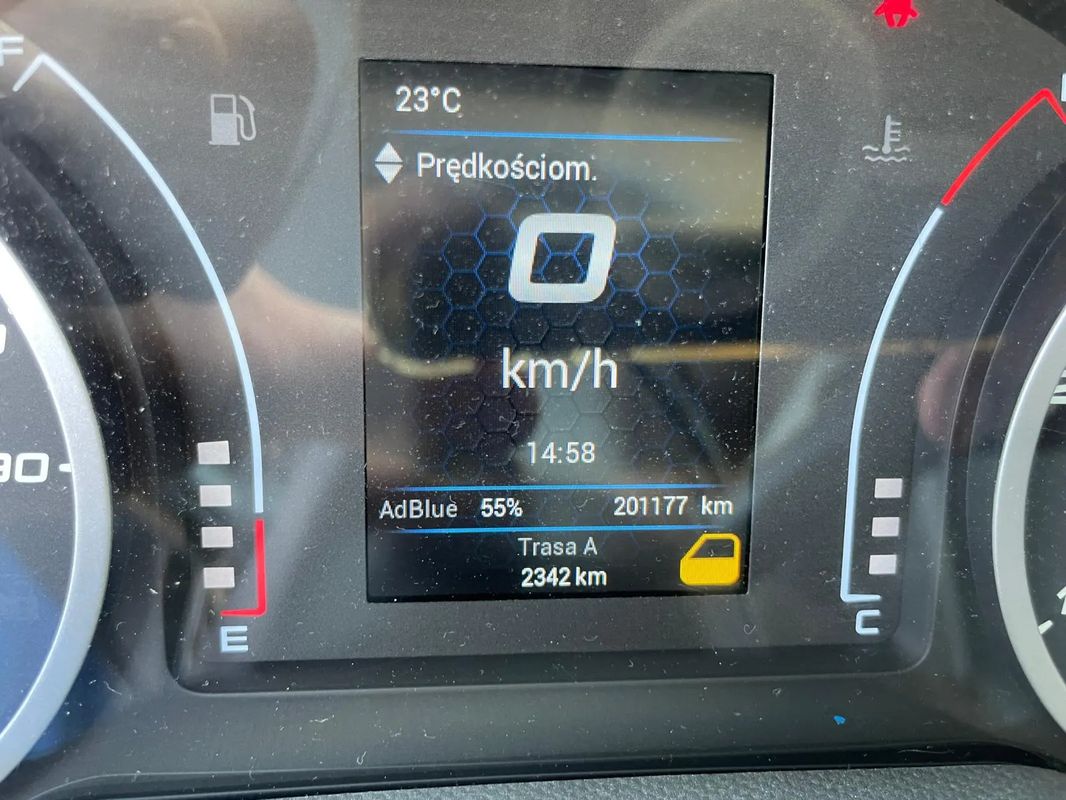 F
23°C
Prędkościom.
0
km/h
14:58
AdBlue 55% 201177 km
Trasa A
2342 km
E
C